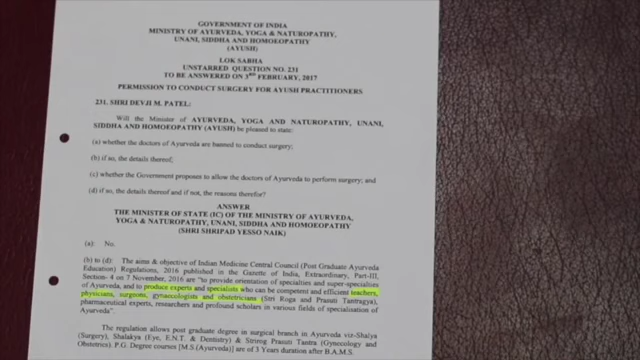 GOVERNMENT OF INDIA
MINISTRY OF AYURVEDA, YOGA & NATUROPATHY,
UNANI, SIDDHA AND HOMOEOPATHY
(AYUSH)
LOK SABHA
UNSTARRED QUESTION NO. 231
TO BE ANSWERED ON 3RD FEBRUARY, 2017
PERMISSION TO CONDUCT SURGERY FOR AYUSH PRACTITIONERS
231. SHRI DEVJI M. PATEL:
Will the Minister of AYURVEDA, YOGA AND NATUROPATHY, UNANI,
SIDDHA AND HOMOEOPATHY (AYUSH) be pleased to state:
(a) whether the doctors of Ayurveda are banned to conduct surgery;
(b) if so, the details thereof;
(c) whether the Government proposes to allow the doctors of Ayurveda to perform surgery; and
(d) if so, the details thereof and if not, the reasons therefor?
ANSWER
THE MINISTER OF STATE (IC) OF THE MINISTRY OF AYURVEDA,
YOGA & NATUROPATHY, UNANI, SIDDHA AND HOMOEOPATHY
(SHRI SHRIPAD YESSO NAIK)
(a): No.
(b) to (d): The aims & objective of Indian Medicine Central Council (Post Graduate Ayurveda
Education) Regulations, 2016 published in the Gazette of India, Extraordinary, Part-III,
Section- 4 on 7 November, 2016 are "to provide orientation of specialties and super-specialties
of Ayurveda, and to produce experts and specialists who can be competent and efficient teachers,
physicians, surgeons, gynaecologists and obstetricians (Stri Roga and Prasuti Tantragya),
pharmaceutical experts, researchers and profound scholars in various fields of specialisation of
Ayurveda".
The regulation allows post graduate degree in surgical branch in Ayurveda viz-Shalya
(Surgery), Shalakya (Eye, E.N.T. & Dentistry) & Strirog Prasuti Tantra (Gynecology and
Obstetrics). P.G. Degree courses [M.S.(Ayurveda)] are of 3 Years duration after B.A.M.S.